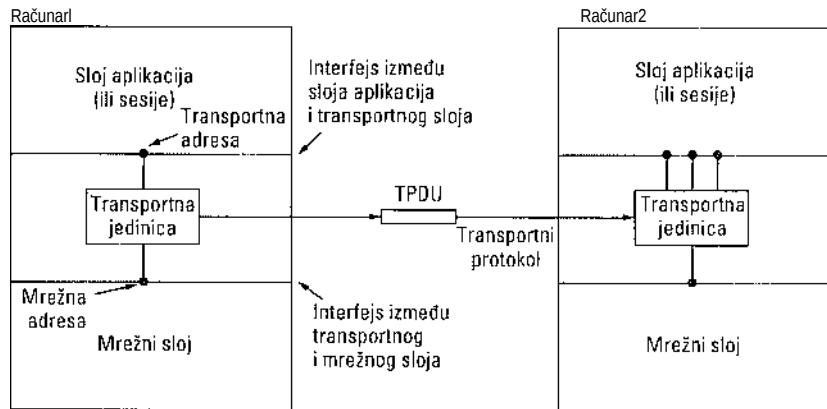 Računarl
Računar2
Sloj aplikacija
(ili sesije)
Transportna
adresa
Interfejs između
sloja aplikacija
i transportnog sloja
Sloj aplikacija
(ili sesije)
Transportna
jedinica
TPDU
Transportni
protokol
Transportna
jedinica
Mrežna
adresa
Mrežni sloj
Interfejs između
transportnog
i mrežnog sloja
Mrežni sloj